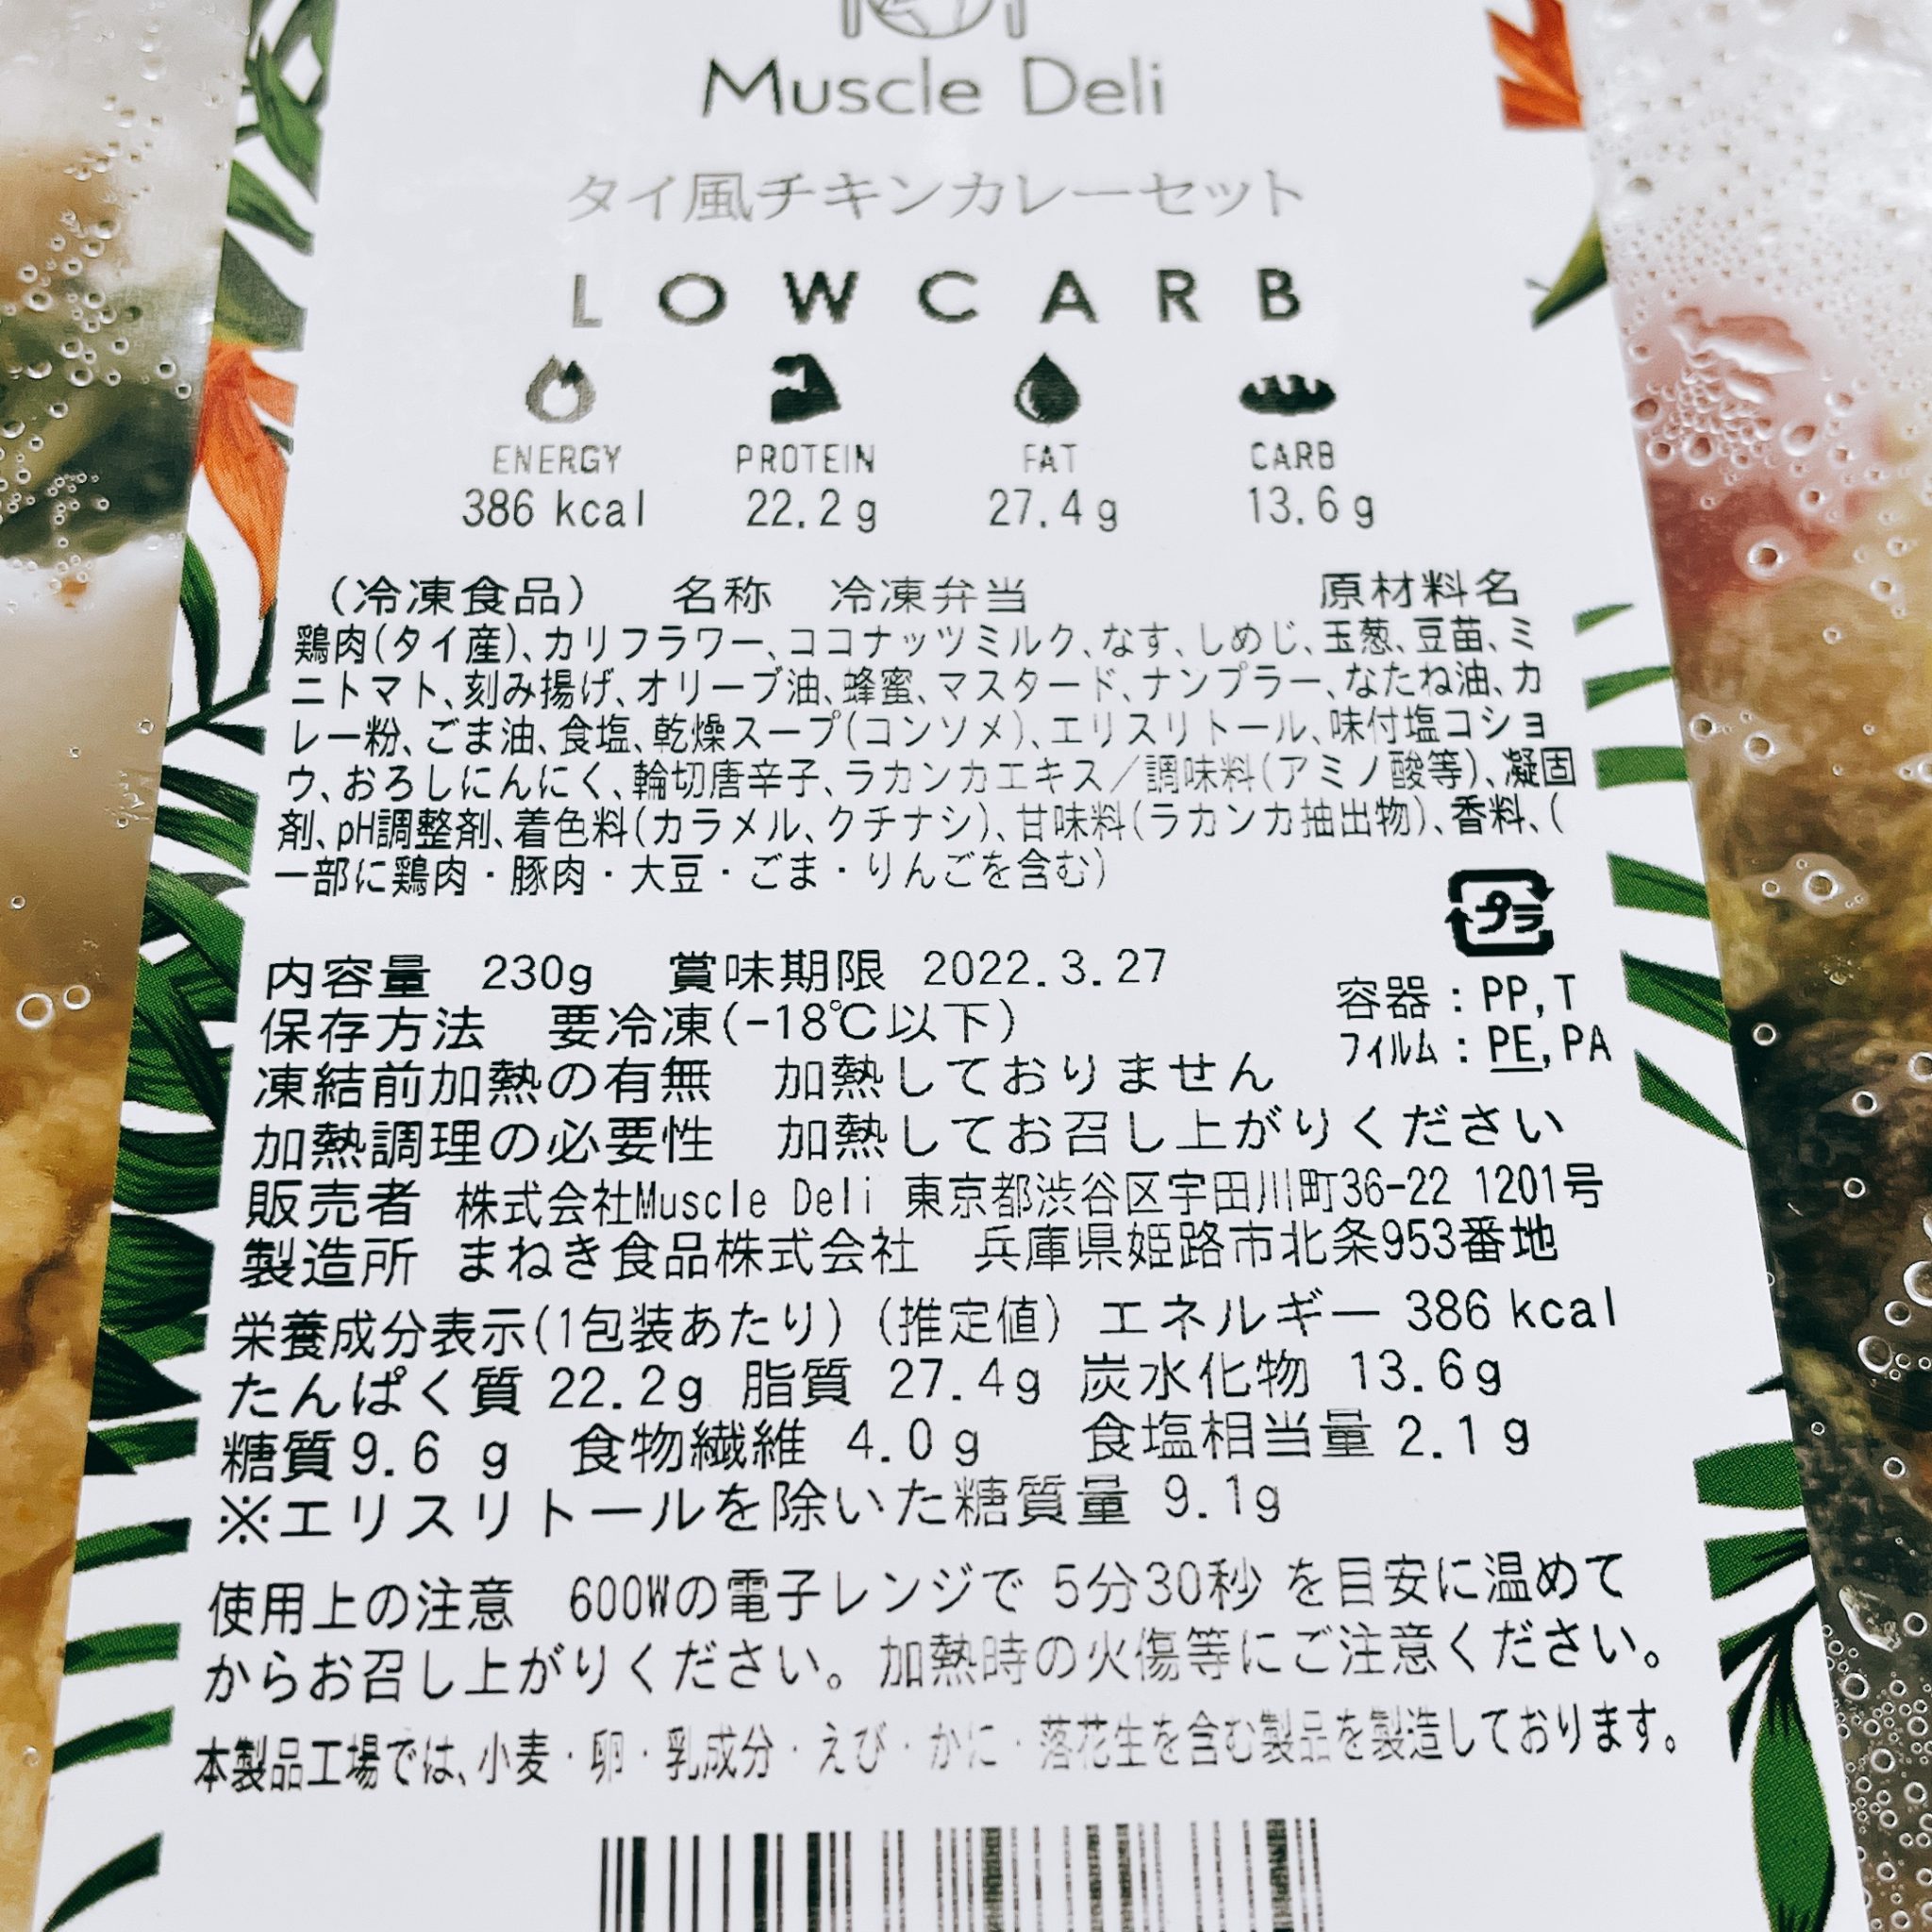 Muscle Deli
タイ風チキンカレーセット
LOWCARB
ENERGY PROTEIN FAT CARB
386 kcal 22.2g 27.4g 13.6g
（冷凍食品） 名称 冷凍弁当 原材料名
鶏肉(タイ産)、カリフラワー、ココナッツミルク、なす、しめじ、玉葱、豆苗、ミ
ニトマト、刻み揚げ、オリーブ油、蜂蜜、マスタード、ナンプラー、なたね油、カ
レー粉、ごま油、食塩、乾燥スープ(コンソメ)、エリスリトール、味付塩コショ
ウ、おろしにんにく、輪切唐辛子、ラカンカエキス／調味料(アミノ酸等)、凝固
剤、pH調整剤、着色料(カラメル、クチナシ)、甘味料(ラカンカ抽出物)、香料、(
一部に鶏肉・豚肉・大豆・ごま・りんごを含む)
プラ
内容量 230g 賞味期限 2022.3.27
容器：PP,T
保存方法 要冷凍(-18℃以下)
フィルム：PE,PA
凍結前加熱の有無 加熱しておりません
加熱調理の必要性 加熱してお召し上がりください
販売者 株式会社Muscle Deli 東京都渋谷区宇田川町36-22 1201号
製造所 まねき食品株式会社 兵庫県姫路市北条953番地
栄養成分表示(1包装あたり)（推定値）エネルギー 386 kcal
たんぱく質 22.2g 脂質 27.4g 炭水化物 13.6g
糖質9.6 g 食物繊維 4.0g 食塩相当量 2.1g
※エリスリトールを除いた糖質量 9.1g
使用上の注意 600Wの電子レンジで 5分30秒 を目安に温めて
からお召し上がりください。加熱時の火傷等にご注意ください。
本製品工場では、小麦・卵・乳成分・えび・かに・落花生を含む製品を製造しております。